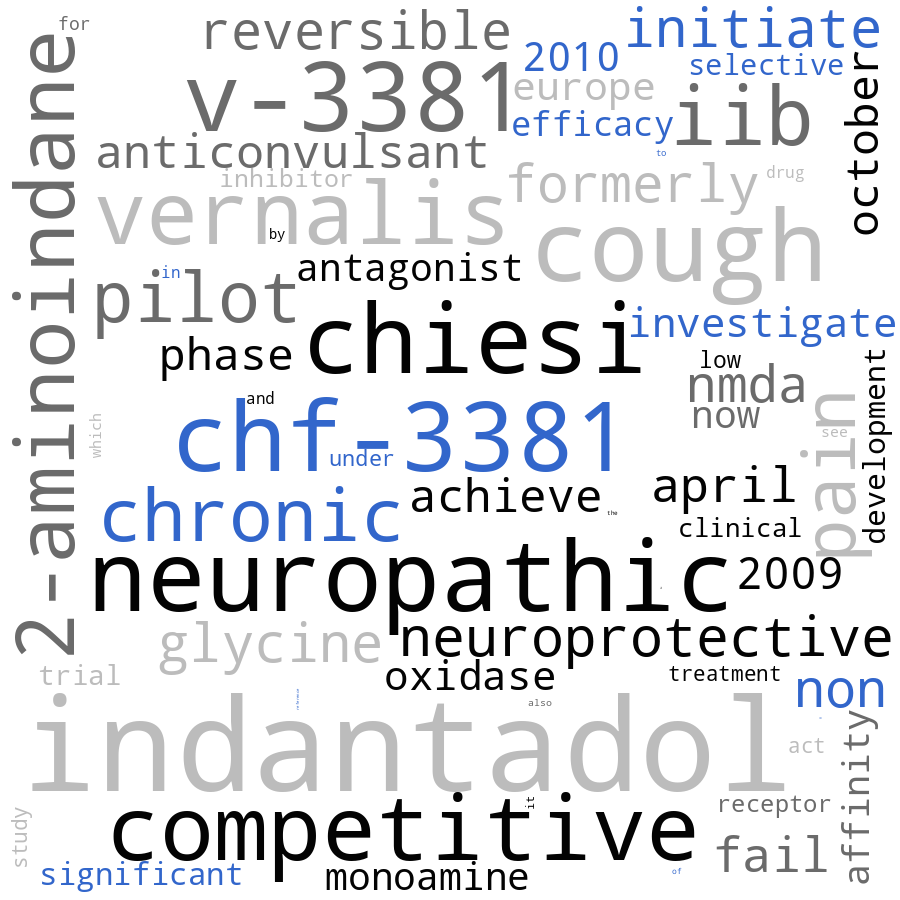 for
reversible
initiate
2010
selective
v-3381
europe
october
efficacy
iib
to
anticonvulsant
inhibitor
formerly
drug
vernalis
by
cough
2-aminoindane
in
antagonist
pilot
chiesi
investigate
phase
low
nmda
development
now
and
chf-3381
which
under
see
pain
chronic
achieve
the
april
clinical
neuropathic
2009
glycine
neuroprotective
oxidase
treatment
trial
non
also
indantadol
act
affinity
competitive
it
receptor
study
fail
significant
monoamine
of